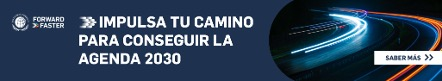 FORWARD
FASTER
IMPULSA TU CAMINO
PARA CONSEGUIR LA
AGENDA 2030
SABER MÁS